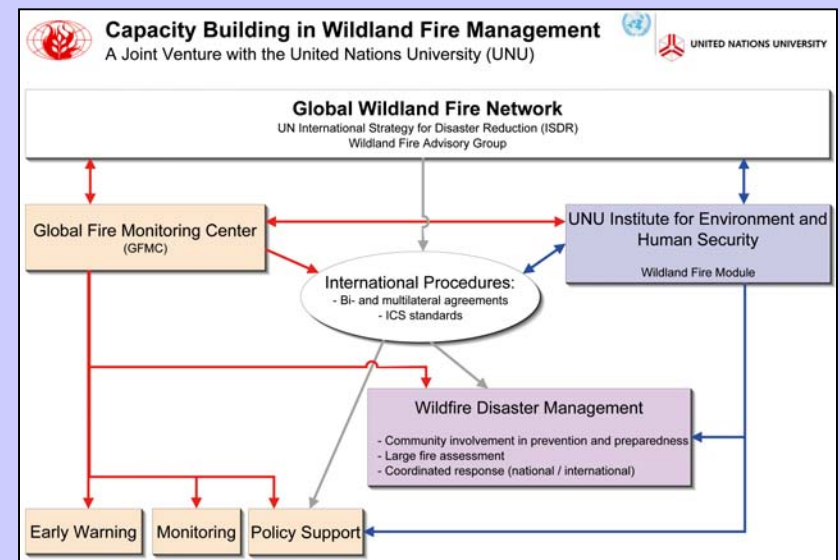 Capacity Building in Wildland Fire Management
A Joint Venture with the United Nations University (UNU)
UNITED NATIONS UNIVERSITY
Global Wildland Fire Network
UN International Strategy for Disaster Reduction (ISDR)
Wildland Fire Advisory Group
Global Fire Monitoring Center
(GFMC)
UNU Institute for Environment and
Human Security
Wildland Fire Module
International Procedures:
- Bi- and multilateral agreements
- ICS standards
Wildfire Disaster Management
- Community involvement in prevention and preparedness
- Large fire assessment
- Coordinated response (national / international)
Early Warning
Monitoring
Policy Support